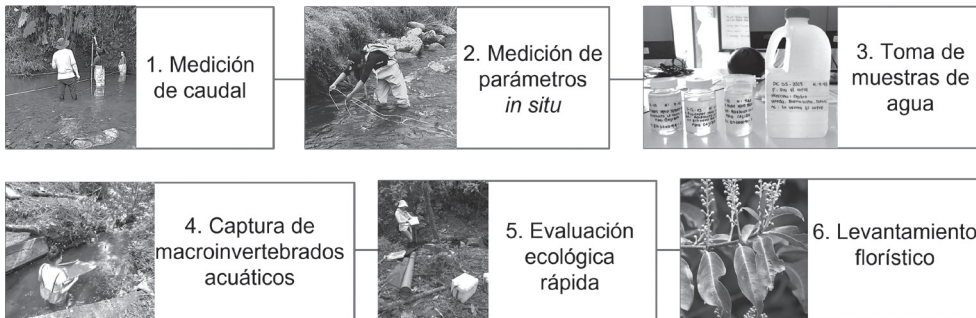 1. Medición
de caudal
2. Medición de
parámetros
in situ
3. Toma de
muestras de
agua
4. Captura de
macroinvertebrados
acuáticos
5. Evaluación
ecológica
rápida
6. Levantamiento
florístico